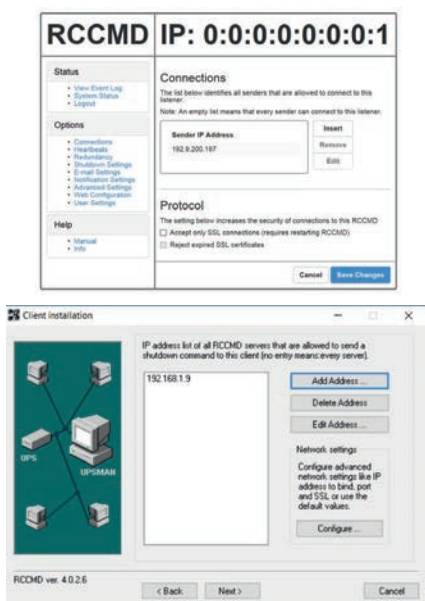 RCCMD IP: 0:0:0:0:0:0:0:1
Status
View Event Log
System Status
Logout
Options
Connections
Heartbeats
Redundancy
Shutdown Settings
E-mail Settings
Notification Settings
Advanced Settings
Web Configuration
User Settings
Help
Manual
Info
Connections
The list below identifies all senders that are allowed to connect to this
listener.
Note: An empty list means that every sender can connect to this listener.
Sender IP Address
192.9.200.197
Insert
Remove
Edit
Protocol
The setting below increases the security of connections to this RCCMD
Accept only SSL connections (requires restarting RCCMD)
Reject expired SSL certificates
Cancel
Save Changes
Client installation
IP address list of all RCCMD servers that are allowed to send a
shutdown command to this client (no entry means:every server).
192.168.1.9
Add Address ...
Delete Address
Edit Address ...
Network settings
Configure advanced
network settings like IP
address to bind, port
and SSL or use the
default values.
Configure ...
UPS
UPSMAN
RCCMD ver. 4.0.2.6
< Back
Next >
Cancel